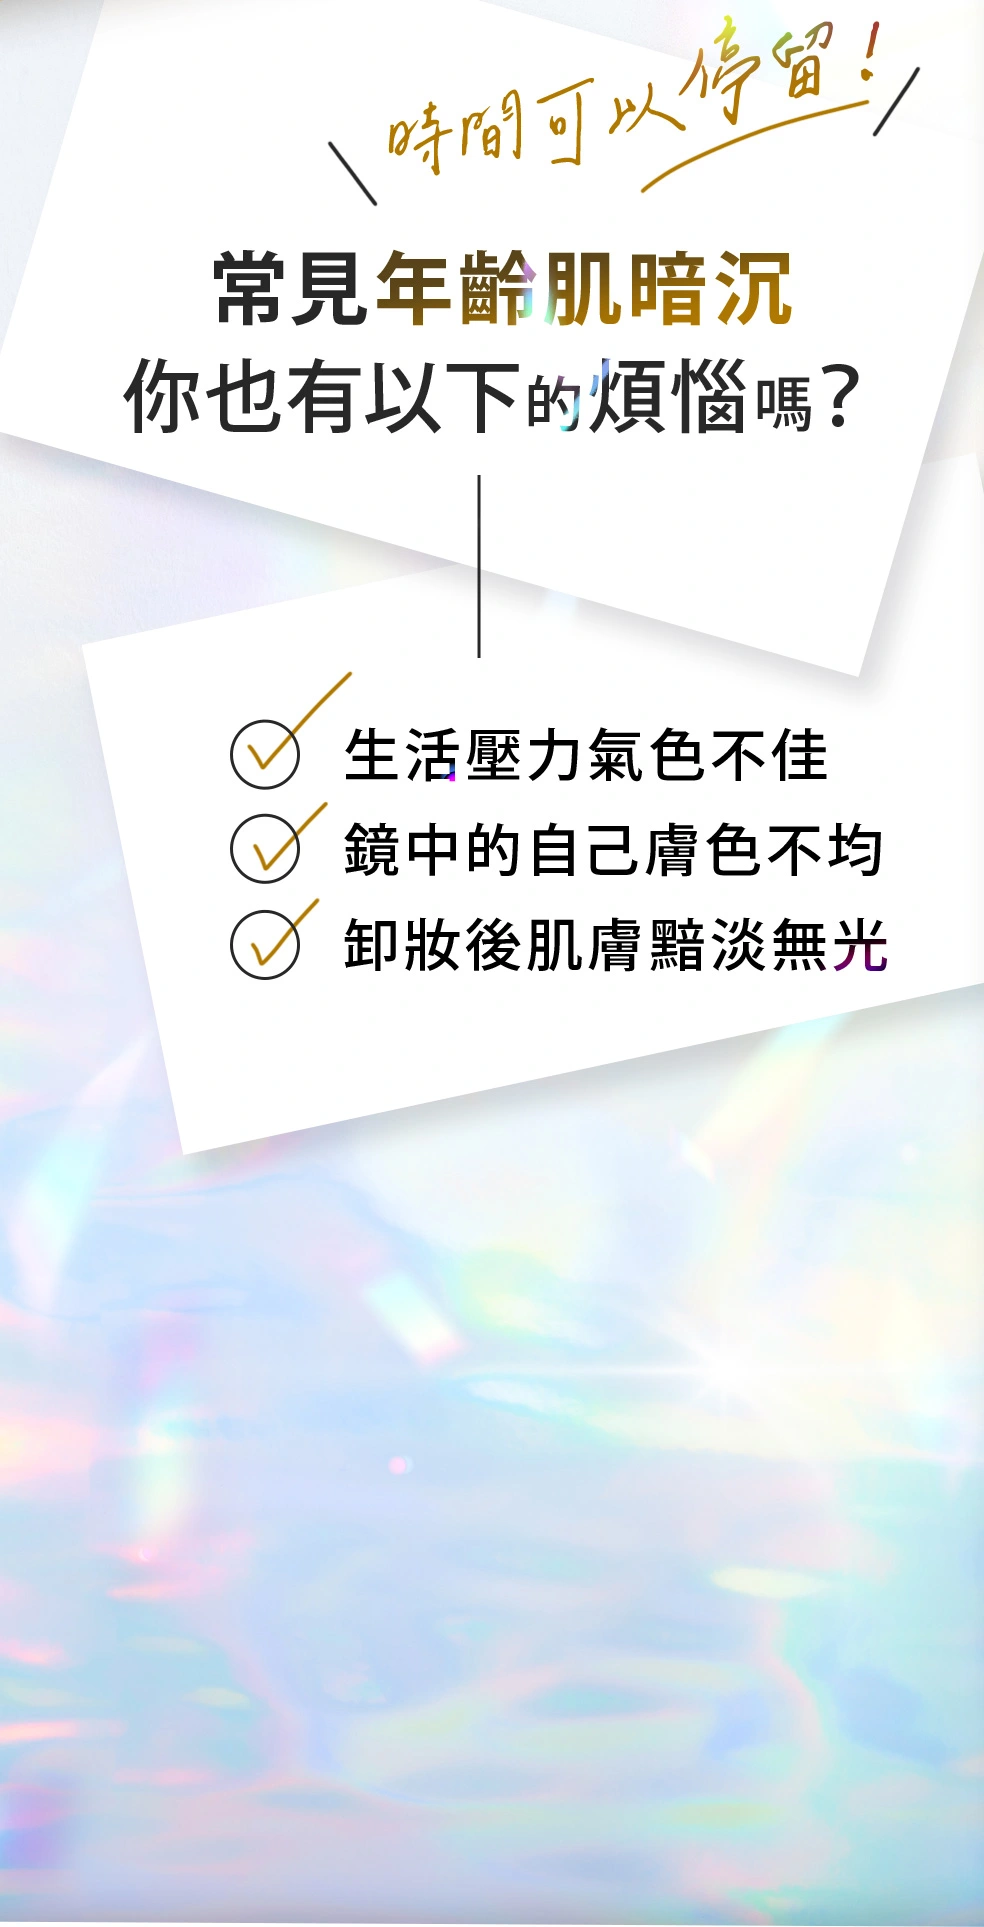 時間可以停留!
常見年齡肌暗沉
你也有以下的煩惱嗎?
生活壓力氣色不佳
鏡中的自己膚色不均
卸妝後肌膚黯淡無光